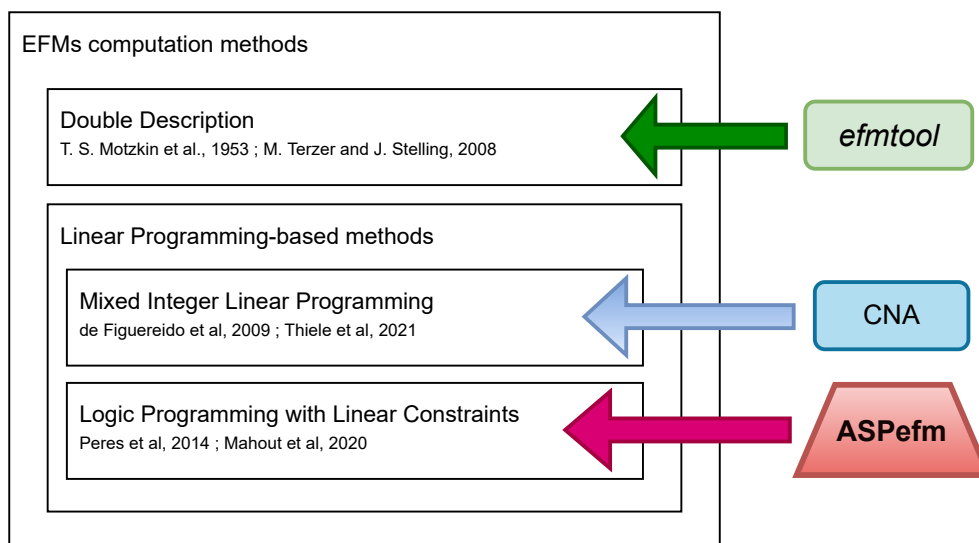 EFMs computation methods
Double Description
T. S. Motzkin et al., 1953 ; M. Terzer and J. Stelling, 2008
efmtool
Linear Programming-based methods
Mixed Integer Linear Programming
de Figuereido et al, 2009 ; Thiele et al, 2021
CNA
Logic Programming with Linear Constraints
Peres et al, 2014 ; Mahout et al, 2020
ASPefm